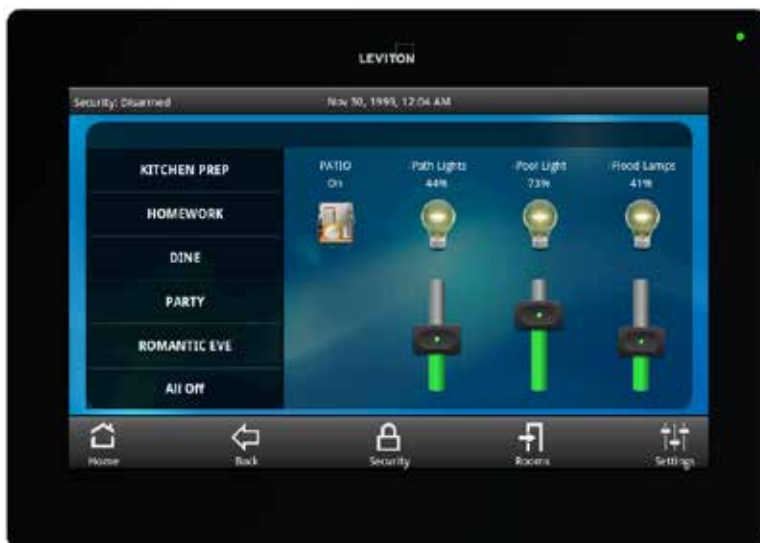 LEVITON
Security: Disarmed
Nov 30, 1999, 12:04 AM
KITCHEN PREP
HOMEWORK
DINE
PARTY
ROMANTIC EVE
All Off
PATIO
On
Path Lights
44%
Pool Light
73%
Flood Lamps
41%
Home
Back
Security
Rooms
Settings